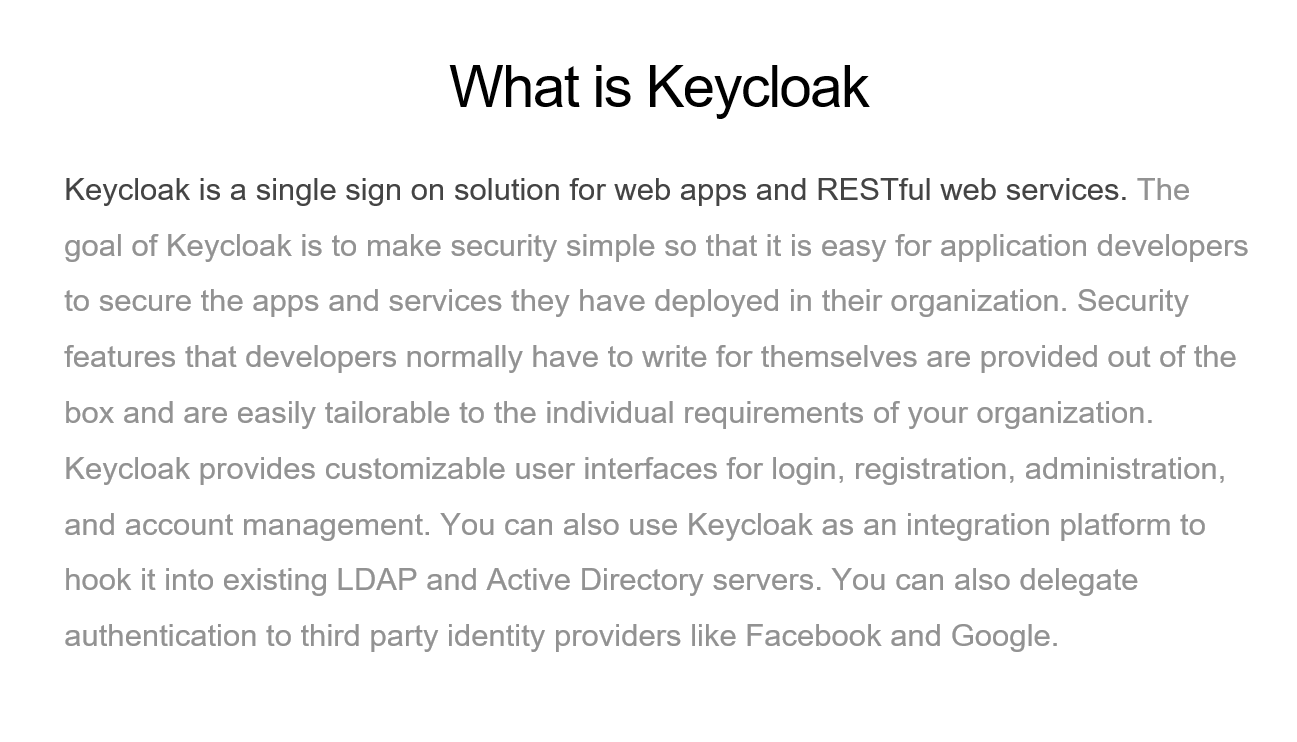 What is Keycloak
Keycloak is a single sign on solution for web apps and RESTful web services. The
goal of Keycloak is to make security simple so that it is easy for application developers
to secure the apps and services they have deployed in their organization. Security
features that developers normally have to write for themselves are provided out of the
box and are easily tailorable to the individual requirements of your organization.
Keycloak provides customizable user interfaces for login, registration, administration,
and account management. You can also use Keycloak as an integration platform to
hook it into existing LDAP and Active Directory servers. You can also delegate
authentication to third party identity providers like Facebook and Google.